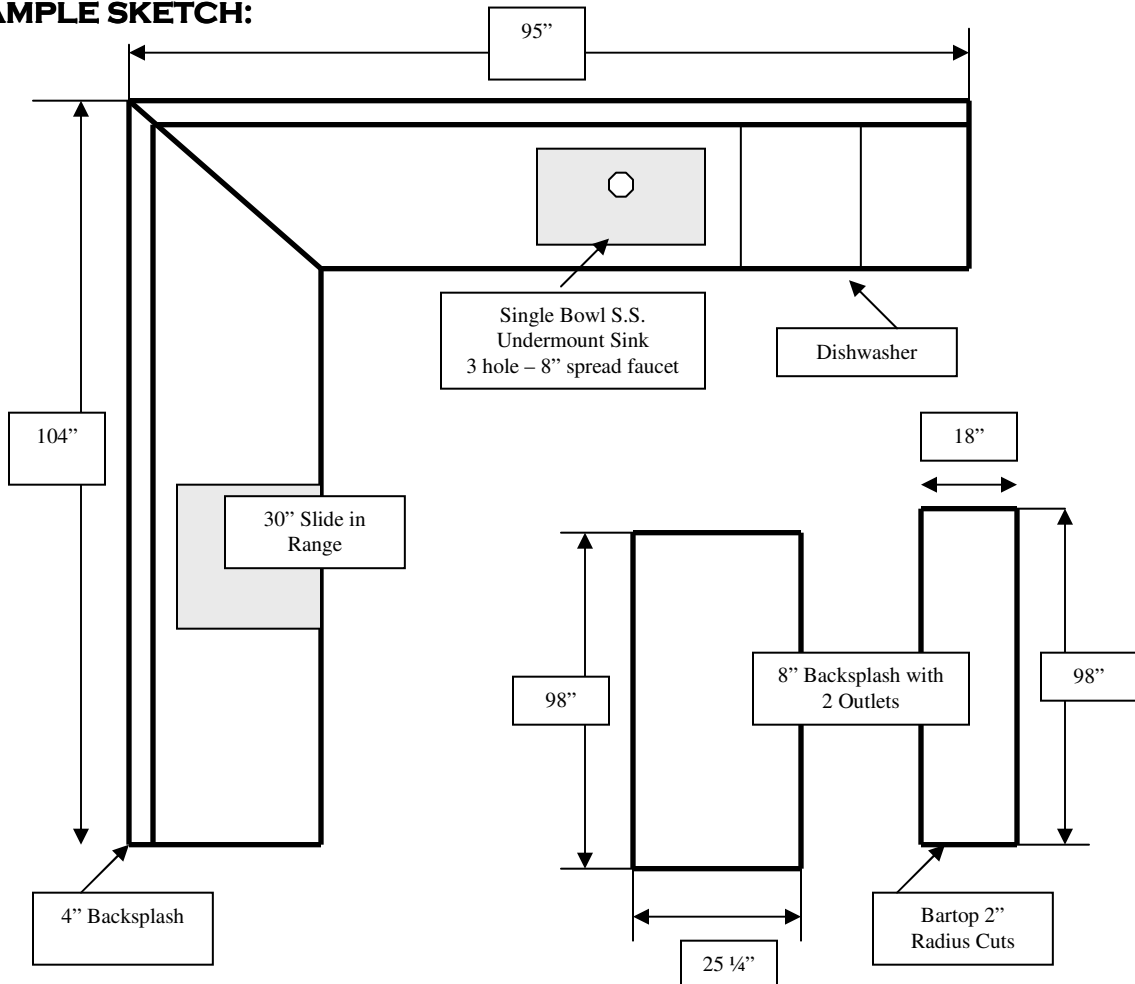 AMPLE SKETCH:
95”
Single Bowl S.S.
Undermount Sink
3 hole – 8” spread faucet
Dishwasher
104”
18”
30” Slide in
Range
8” Backsplash with
2 Outlets
98”
98”
4” Backsplash
Bartop 2”
Radius Cuts
25 ¼”